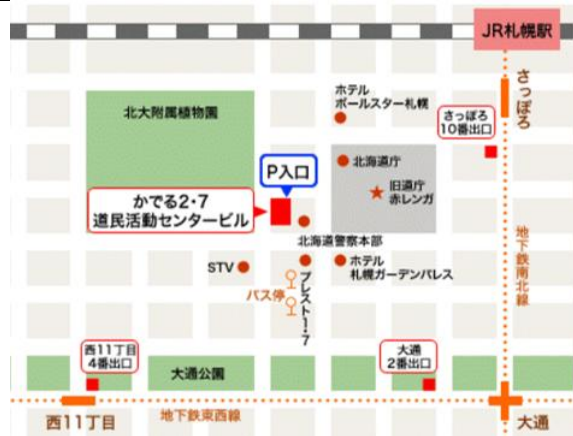 JR札幌駅
さっぽろ
ホテル
ポールスター札幌
北大附属植物園
さっぽろ
10番出口
P入口
北海道庁
旧道庁
赤レンガ
かでる2・7
道民活動センタービル
北海道警察本部
地下鉄南北線
STV
ホテル
札幌ガーデンパレス
バス停
プレスト1・7
西11丁目
4番出口
大通公園
大通
2番出口
地下鉄東西線
西11丁目
大通